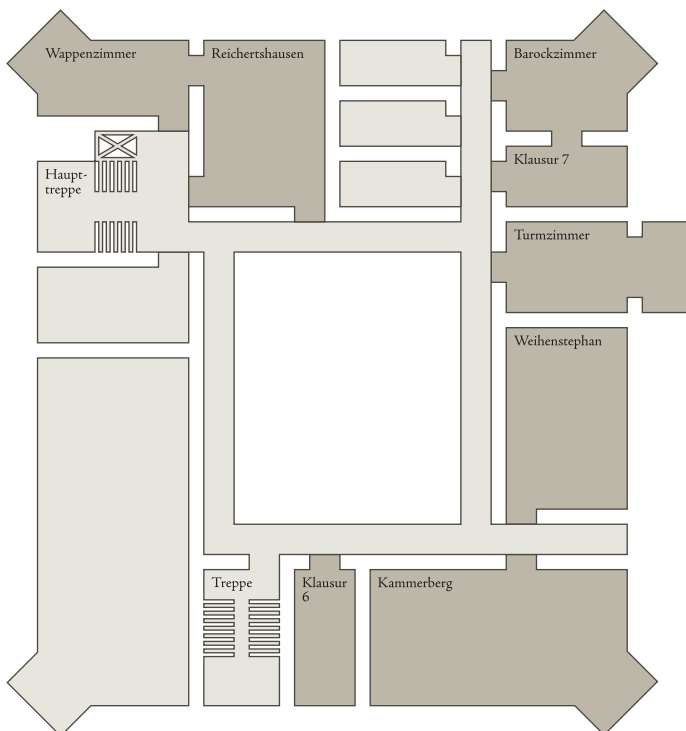 Wappenzimmer
Reichertshausen
Barockzimmer
Klausur 7
Haupt-
treppe
Turmzimmer
Weihenstephan
Treppe
Klausur
6
Kammerberg